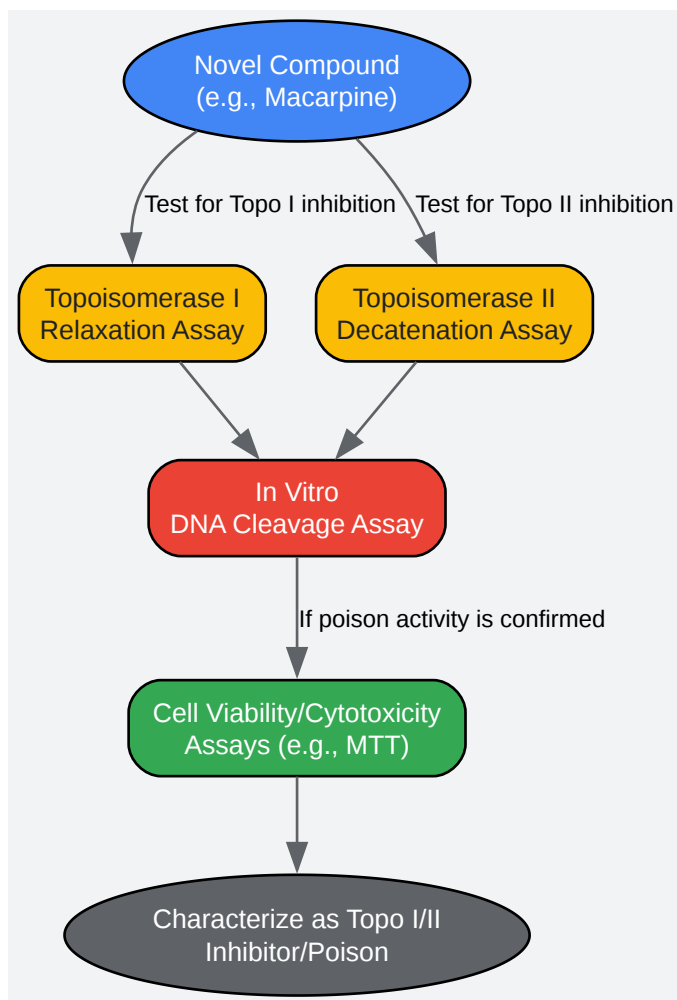 Novel Compound
(e.g., Macarpine)
Test for Topo I inhibition
Test for Topo II inhibition
Topoisomerase I
Relaxation Assay
Topoisomerase II
Decatenation Assay
In Vitro
DNA Cleavage Assay
If poison activity is confirmed
Cell Viability/Cytotoxicity
Assays (e.g., MTT)
Characterize as Topo I/II
Inhibitor/Poison